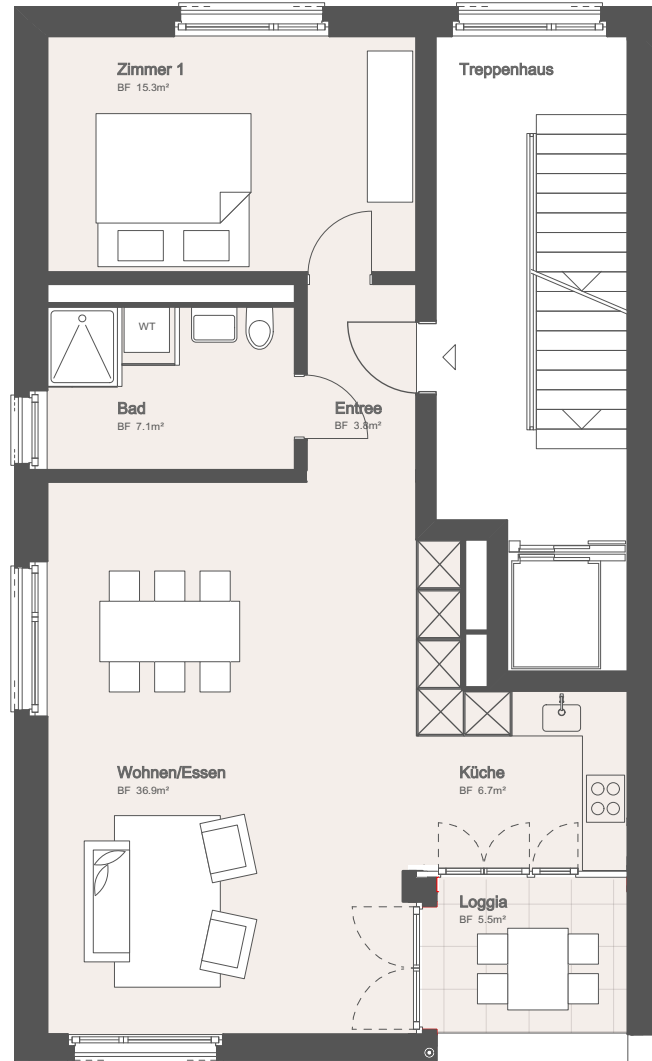 Zimmer 1
BF 15.3m²
Treppenhaus
WT
Bad
BF 7.1m²
Entree
BF 3.8m²
Wohnen/Essen
BF 36.9m²
Küche
BF 6.7m²
Loggia
BF 5.5m²